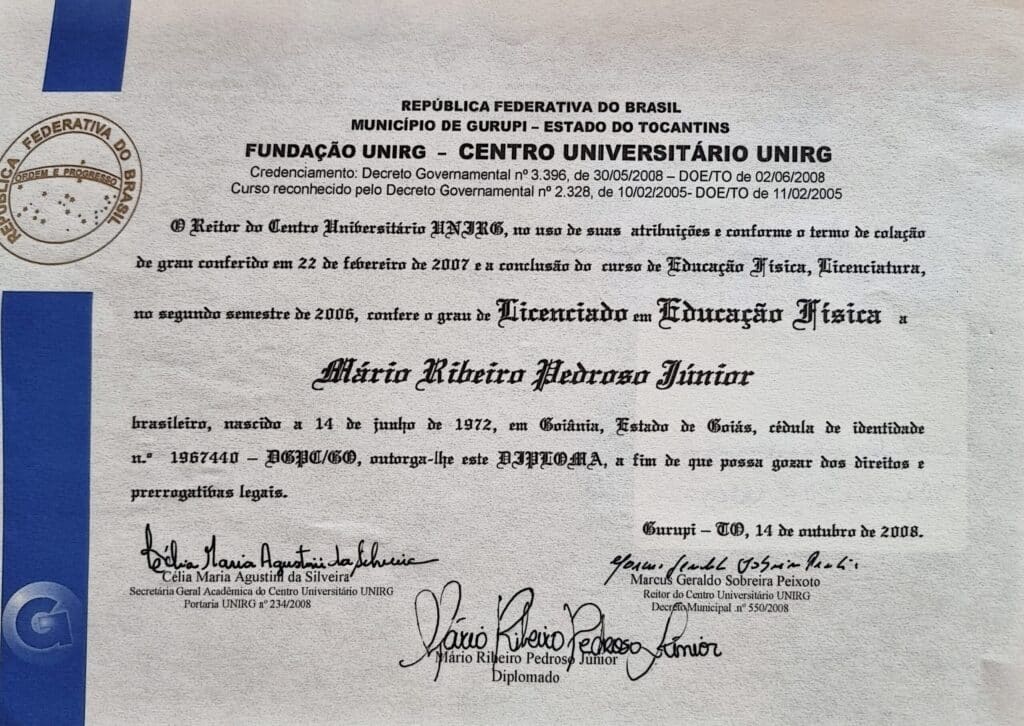 REPÚBLICA FEDERATIVA DO BRASIL
MUNICÍPIO DE GURUPI – ESTADO DO TOCANTINS
FUNDAÇÃO UNIRG – CENTRO UNIVERSITÁRIO UNIRG
Credenciamento: Decreto Governamental nº 3.396, de 30/05/2008 – DOE/TO de 02/06/2008
Curso reconhecido pelo Decreto Governamental nº 2.328, de 10/02/2005- DOE/TO de 11/02/2005
REPÚBLICA FEDERATIVA DO BRASIL
ORDEM E PROGRESSO
O Reitor do Centro Universitário UNIRG, no uso de suas atribuições e conforme o termo de colação
de grau conferido em 22 de fevereiro de 2007 e a conclusão do curso de Educação Física, Licenciatura,
no segundo semestre de 2006, confere o grau de Licenciado em Educação Física a
Mário Ribeiro Pedroso Júnior
brasileiro, nascido a 14 de junho de 1972, em Goiânia, Estado de Goiás, cédula de identidade
n.º 1967440 – DGPC/GO, outorga-lhe este DIPLOMA, a fim de que possa gozar dos direitos e
prerrogativas legais.
Gurupi – TO, 14 de outubro de 2008.
Célia Maria Agustini da Silveira
Célia Maria Agustini da Silveira
Secretária Geral Acadêmica do Centro Universitário UNIRG
Portaria UNIRG nº 234/2008
Marcus Geraldo Sobreira Peixoto
Reitor do Centro Universitário UNIRG
Decreto Municipal .nº 550/2008
Mário Ribeiro Pedroso Júnior
Mário Ribeiro Pedroso Júnior
Diplomado
G